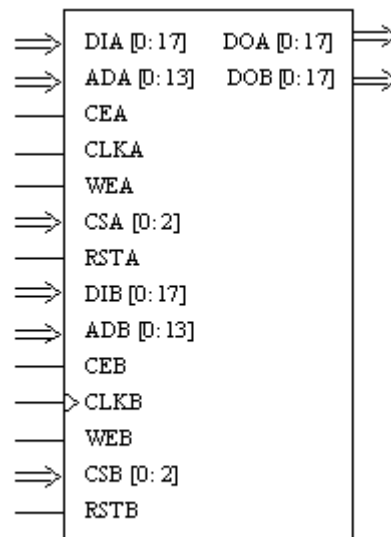 DIA [0:17] DOA [0:17]
ADA [0:13] DOB [0:17]
CEA
CLKA
WEA
CSA [0:2]
RSTA
DIB [0:17]
ADB [0:13]
CEB
CLKB
WEB
CSB [0:2]
RSTB